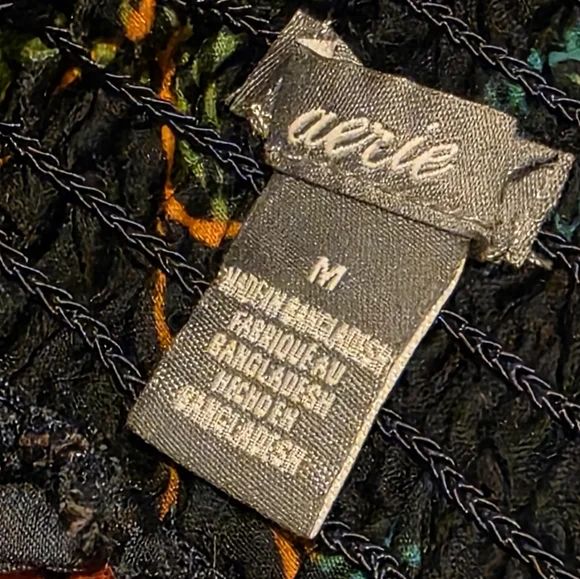 aerie
M
MADE IN BANGLADESH
FABRIQUE AU
BANGLADESH
HECHO EN
BANGLADESH